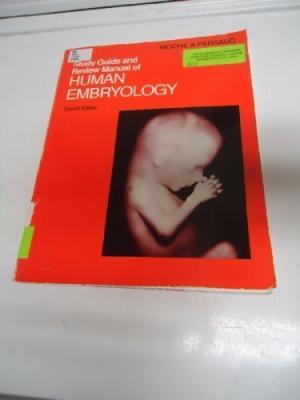 MOORE & PERSAUD
Study Guide and
Review Manual of
HUMAN
EMBRYOLOGY
Fourth Edition